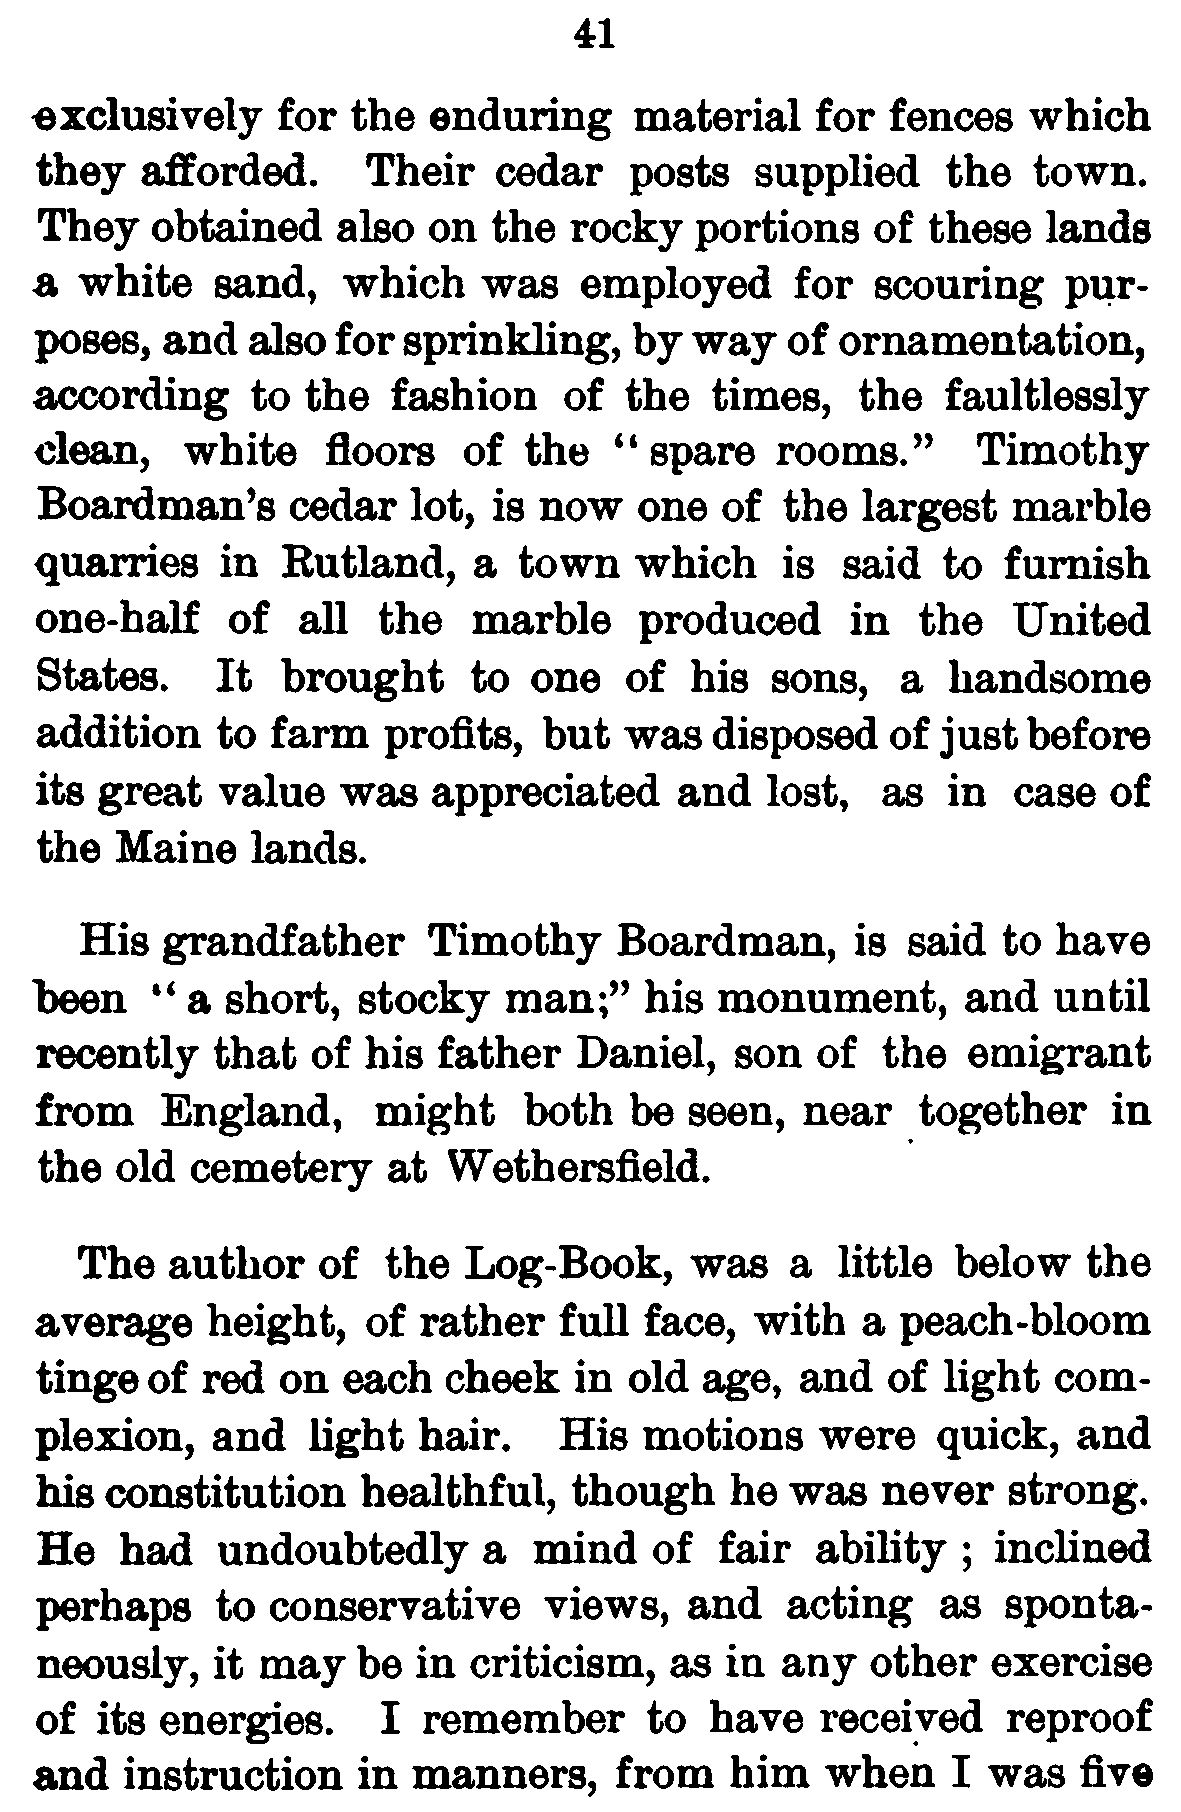 41
exclusively for the enduring material for fences which
they afforded. Their cedar posts supplied the town.
They obtained also on the rocky portions of these lands
a white sand, which was employed for scouring pur-
poses, and also for sprinkling, by way of ornamentation,
according to the fashion of the times, the faultlessly
clean, white floors of the “spare rooms.” Timothy
Boardman’s cedar lot, is now one of the largest marble
quarries in Rutland, a town which is said to furnish
one-half of all the marble produced in the United
States. It brought to one of his sons, a handsome
addition to farm profits, but was disposed of just before
its great value was appreciated and lost, as in case of
the Maine lands.
His grandfather Timothy Boardman, is said to have
been “a short, stocky man;” his monument, and until
recently that of his father Daniel, son of the emigrant
from England, might both be seen, near together in
the old cemetery at Wethersfield.
The author of the Log-Book, was a little below the
average height, of rather full face, with a peach-bloom
tinge of red on each cheek in old age, and of light com-
plexion, and light hair. His motions were quick, and
his constitution healthful, though he was never strong.
He had undoubtedly a mind of fair ability ; inclined
perhaps to conservative views, and acting as sponta-
neously, it may be in criticism, as in any other exercise
of its energies. I remember to have received reproof
and instruction in manners, from him when I was five